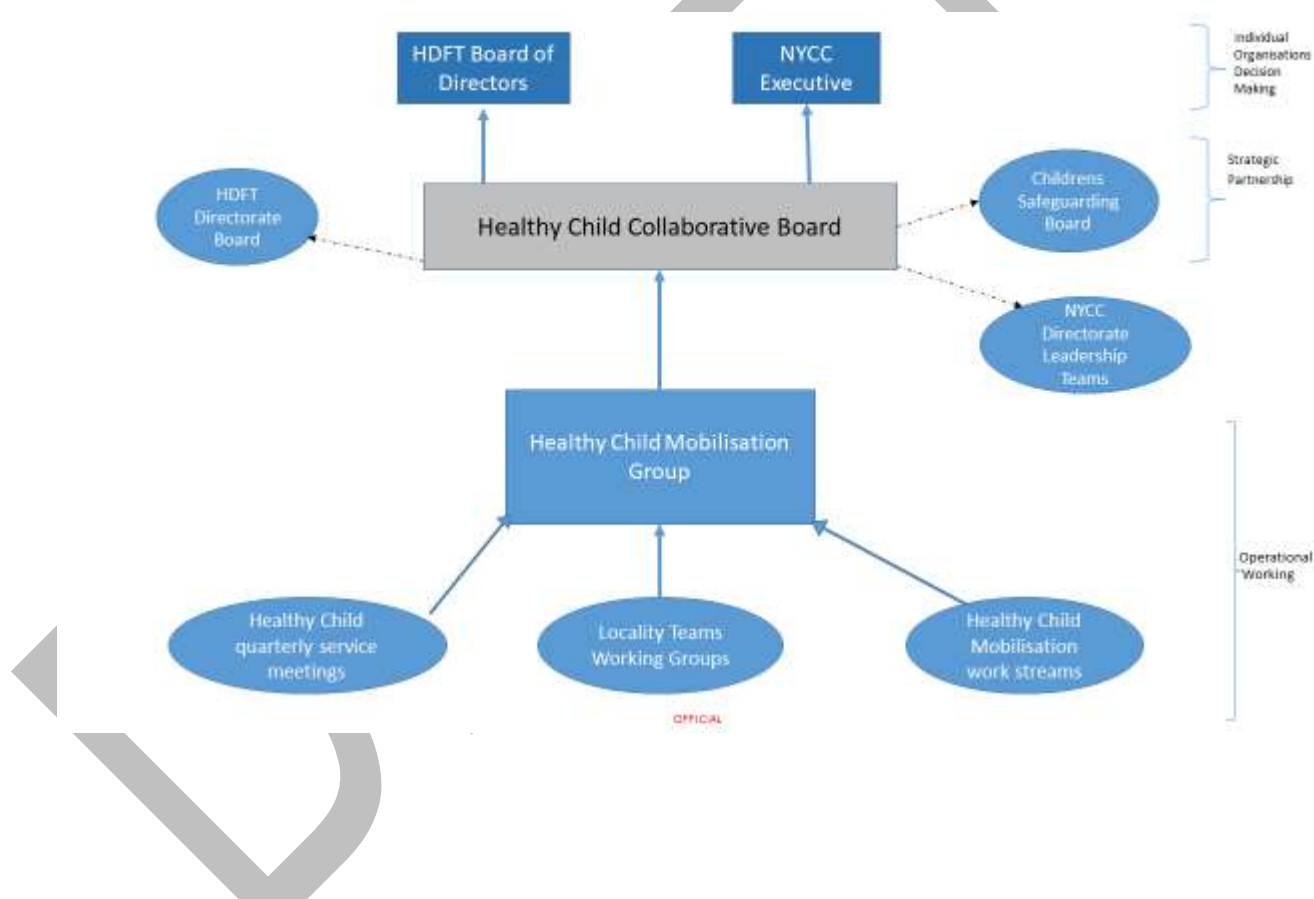 HDFT Board of
Directors
NYCC
Executive
Individual
Organisations
Decision
Making
HDFT
Directorate
Board
Healthy Child Collaborative Board
Childrens
Safeguarding
Board
Strategic
Partnership
NYCC
Directorate
Leadership
Teams
Healthy Child Mobilisation
Group
Operational
Working
Healthy Child
quarterly service
meetings
Locality Teams
Working Groups
Healthy Child
Mobilisation
work streams
OFFICIAL